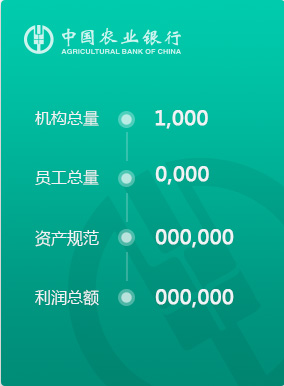 中国农业银行
AGRICULTURAL BANK OF CHINA
机构总量 1,000
员工总量 0,000
资产规范 000,000
利润总额 000,000